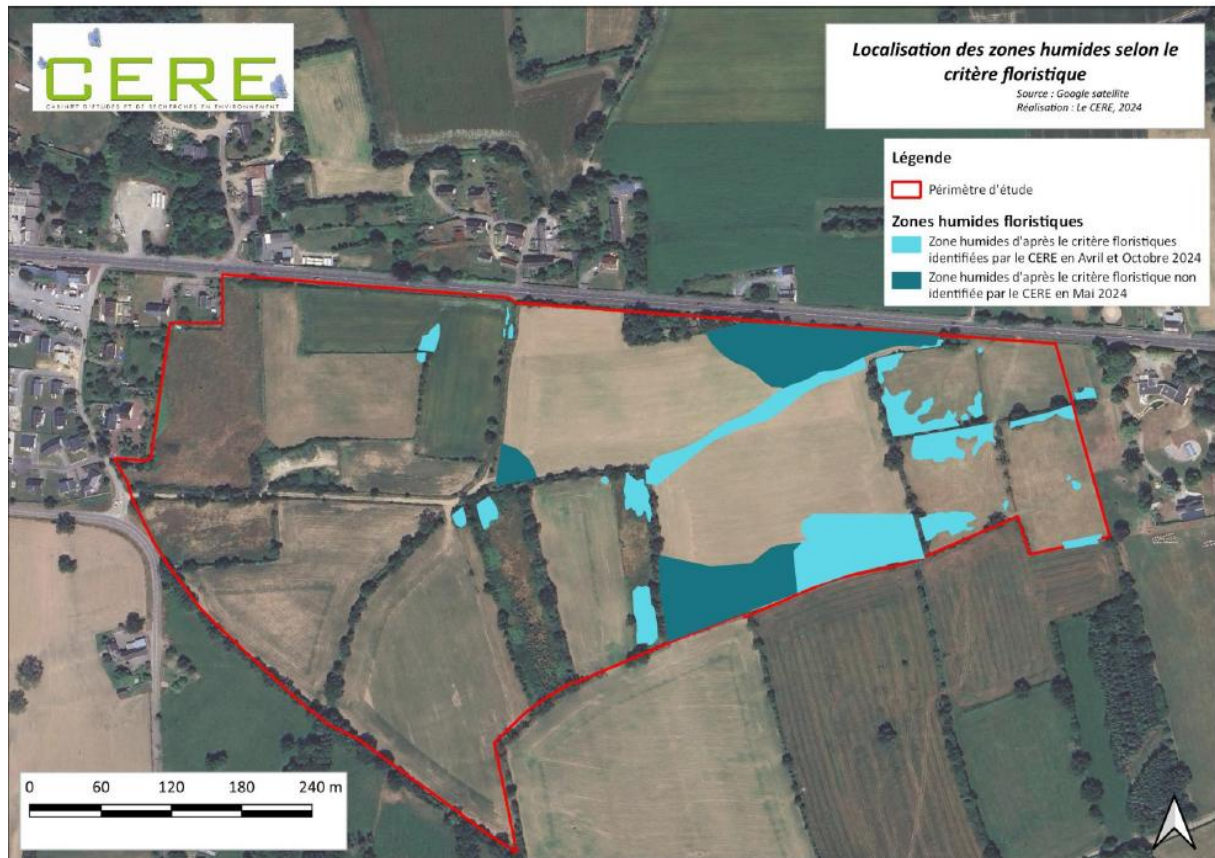 CERE
CABINET D'ÉTUDES ET DE RECHERCHES EN ENVIRONNEMENT
Localisation des zones humides selon le
critère floristique
Source : Google satellite
Réalisation : Le CERE, 2024
Légende
Périmètre d'étude
Zones humides floristiques
Zone humides d'après le critère floristiques
identifiées par le CERE en Avril et Octobre 2024
Zone humides d'après le critère floristique non
identifiée par le CERE en Mai 2024
0 60 120 180 240 m